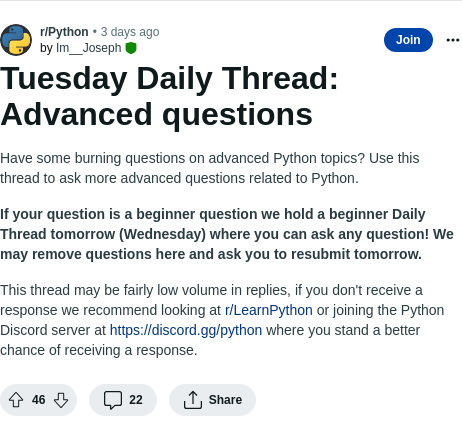 r/Python • 3 days ago
by Im__Joseph
Join
Tuesday Daily Thread:
Advanced questions
Have some burning questions on advanced Python topics? Use this
thread to ask more advanced questions related to Python.
If your question is a beginner question we hold a beginner Daily
Thread tomorrow (Wednesday) where you can ask any question! We
may remove questions here and ask you to resubmit tomorrow.
This thread may be fairly low volume in replies, if you don't receive a
response we recommend looking at r/LearnPython or joining the Python
Discord server at https://discord.gg/python where you stand a better
chance of receiving a response.
46 22 Share